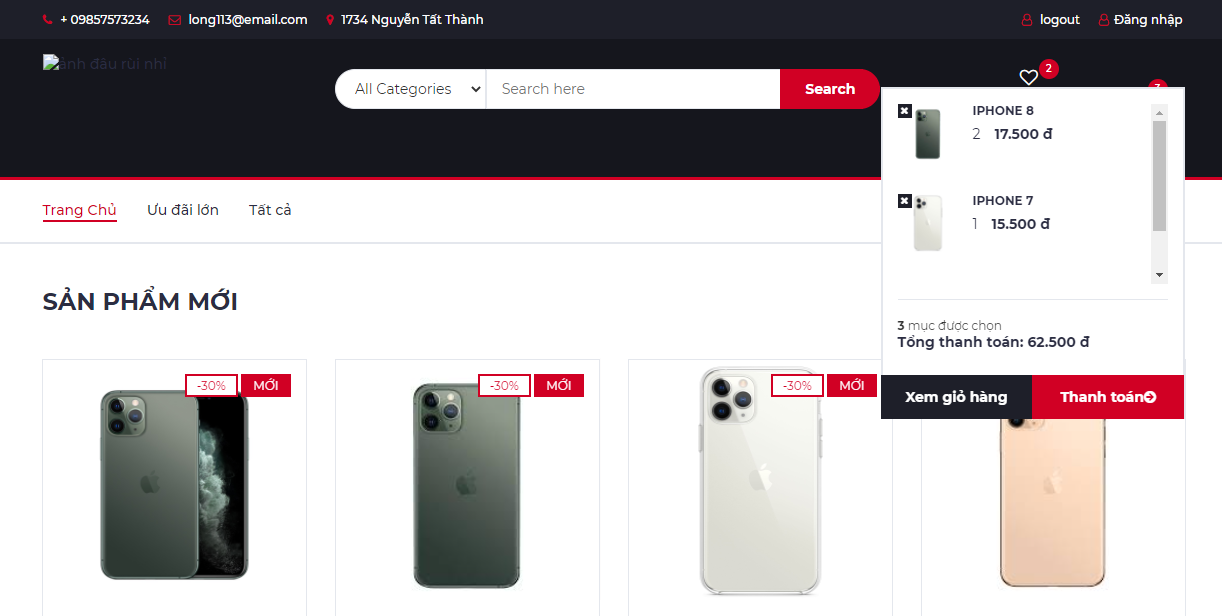 + 09857573234 long113@email.com 1734 Nguyễn Tất Thành logout Đăng nhập
ảnh đâu rùi nhỉ
All Categories Search here Search
2
IPHONE 8
2 17.500 đ
IPHONE 7
1 15.500 đ
3 mục được chọn
Tổng thanh toán: 62.500 đ
Xem giỏ hàng Thanh toán
Trang Chủ Ưu đãi lớn Tất cả
SẢN PHẨM MỚI
-30% MỚI
-30% MỚI
-30% MỚI